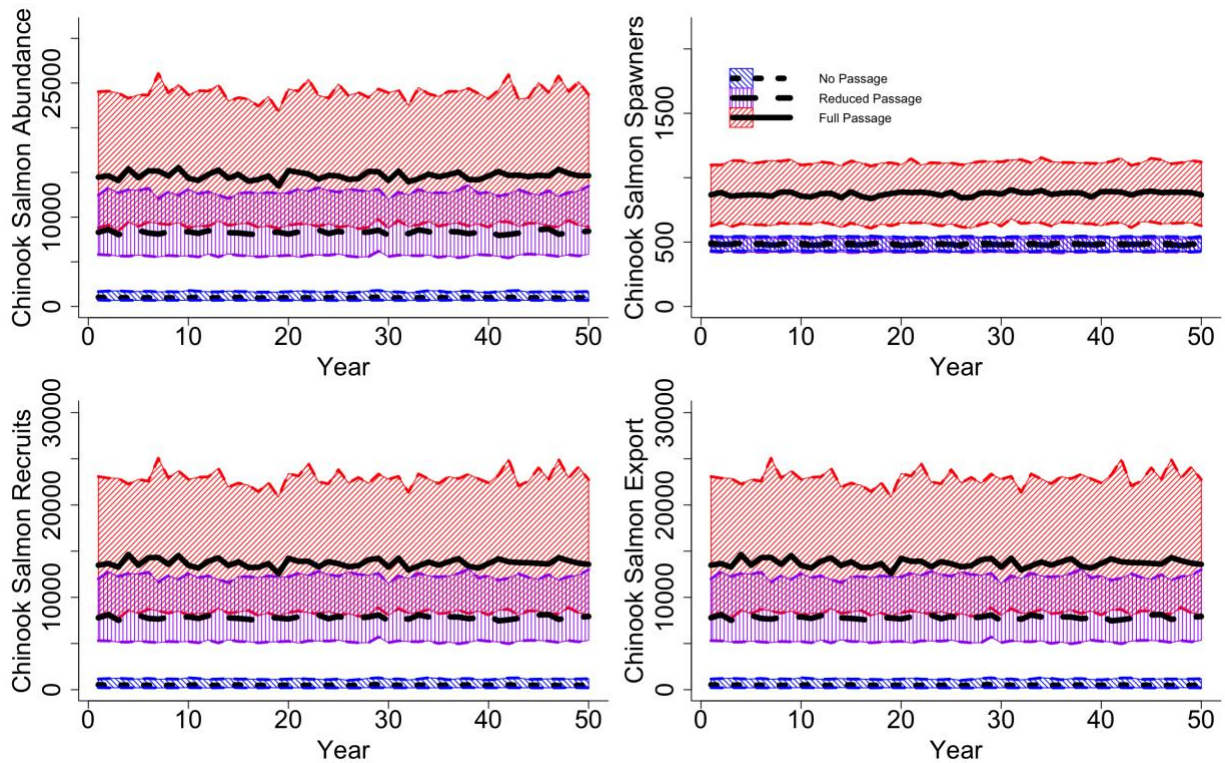 Chinook Salmon Abundance
0 10000 25000
0 10 20 30 40 50
Year
Chinook Salmon Spawners
0 500 1500
No Passage
Reduced Passage
Full Passage
0 10 20 30 40 50
Year
Chinook Salmon Recruits
0 10000 20000 30000
0 10 20 30 40 50
Year
Chinook Salmon Export
0 10000 20000 30000
0 10 20 30 40 50
Year